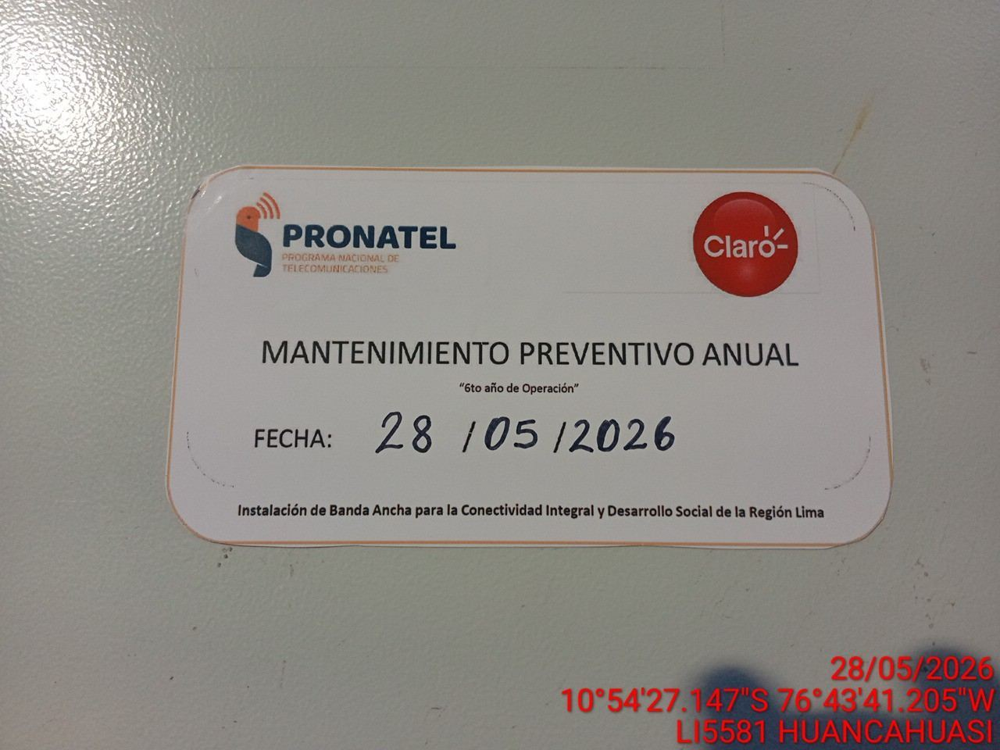 PRONATEL
PROGRAMA NACIONAL DE
TELECOMUNICACIONES
Claro
MANTENIMIENTO PREVENTIVO ANUAL
“6to año de Operación”
FECHA: 28 / 05 / 2026
Instalación de Banda Ancha para la Conectividad Integral y Desarrollo Social de la Región Lima
28/05/2026
10°54'27.147"S 76°43'41.205"W
LI5581 HUANCAHUASI